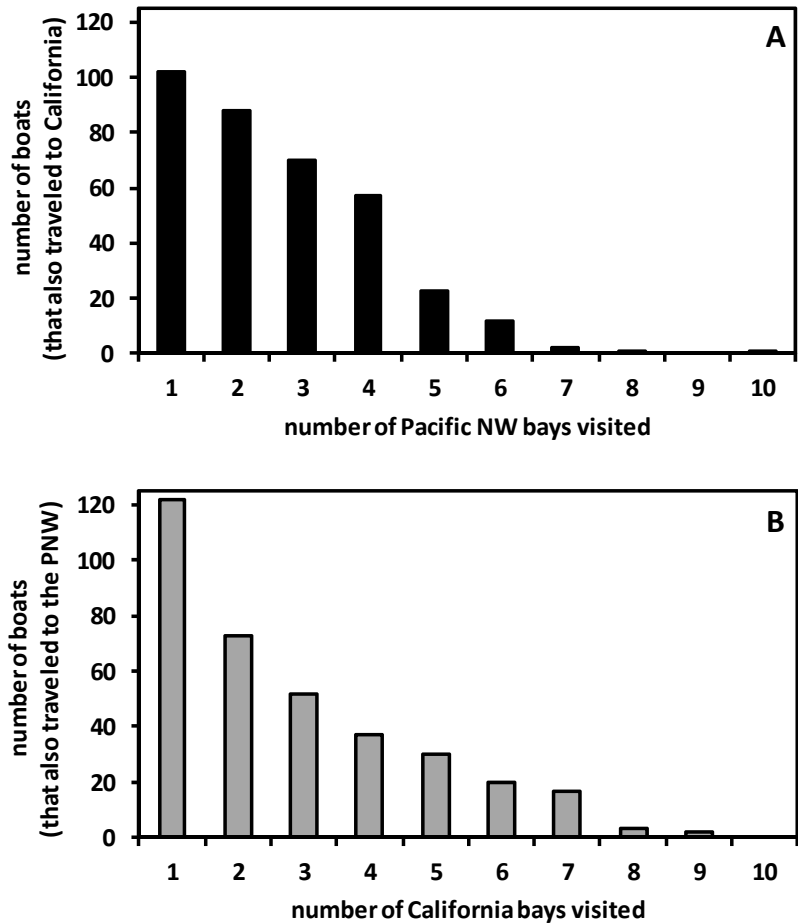 A
number of boats
(that also traveled to California)
120
100
80
60
40
20
0
1 2 3 4 5 6 7 8 9 10
number of Pacific NW bays visited
B
number of boats
(that also traveled to the PNW)
120
100
80
60
40
20
0
1 2 3 4 5 6 7 8 9 10
number of California bays visited